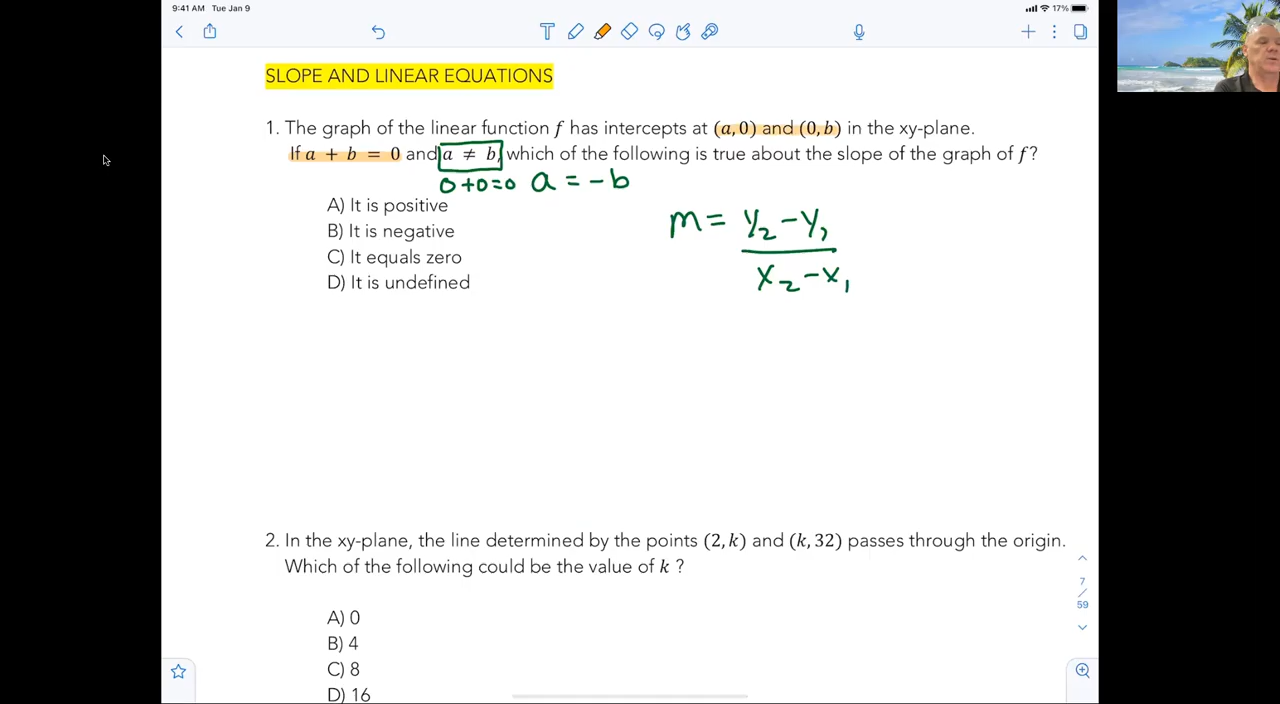 9:41 AM Tue Jan 9
17%
SLOPE AND LINEAR EQUATIONS
1. The graph of the linear function f has intercepts at (a, 0) and (0, b) in the xy-plane.
If a + b = 0 and a ≠ b, which of the following is true about the slope of the graph of f?
0+0=0 a = -b
A) It is positive
B) It is negative
C) It equals zero
D) It is undefined
m = y₂ - y₁
x₂ - x₁
2. In the xy-plane, the line determined by the points (2, k) and (k, 32) passes through the origin.
Which of the following could be the value of k ?
A) 0
B) 4
C) 8
D) 16
7
/
59